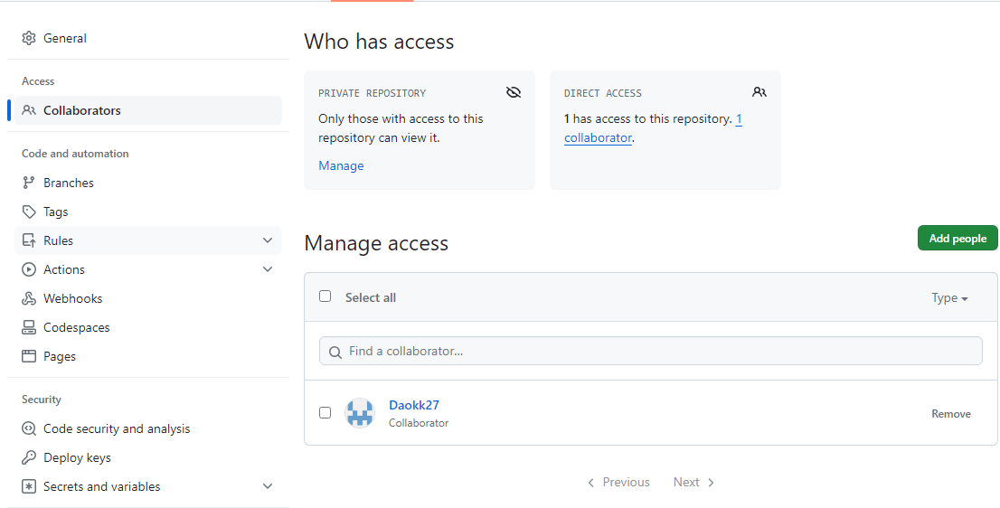 General
Access
Collaborators
Code and automation
Branches
Tags
Rules
Actions
Webhooks
Codespaces
Pages
Security
Code security and analysis
Deploy keys
Secrets and variables
Who has access
PRIVATE REPOSITORY
Only those with access to this
repository can view it.
Manage
DIRECT ACCESS
1 has access to this repository. 1
collaborator.
Manage access
Add people
Select all
Type
Find a collaborator...
Daokk27
Collaborator
Remove
Previous
Next